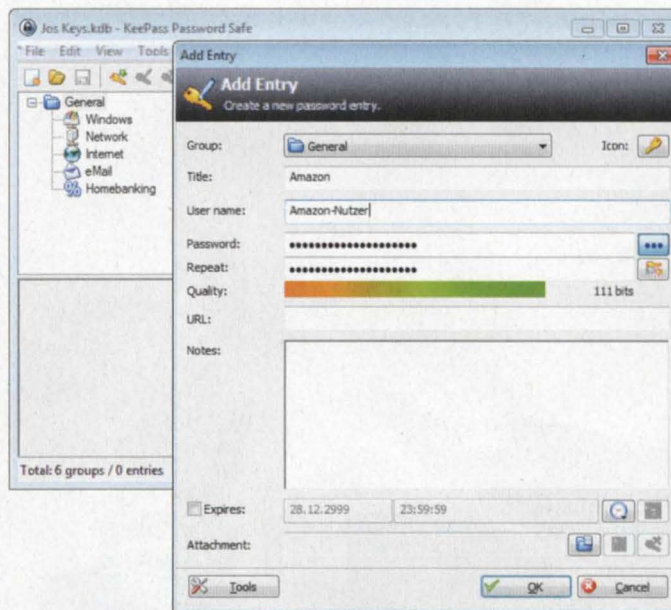 Jos Keys.kdb - KeePass Password Safe
File Edit View Tools
General
Windows
Network
Internet
eMail
Homebanking
Total: 6 groups / 0 entries
Add Entry
Add Entry
Create a new password entry.
Group: General Icon:
Title: Amazon
User name: Amazon-Nutzer
Password: ••••••••••••••••••••
Repeat: ••••••••••••••••••••
Quality: 111 bits
URL:
Notes:
Expires: 28.12.2999 23:59:59
Attachment:
Tools OK Cancel